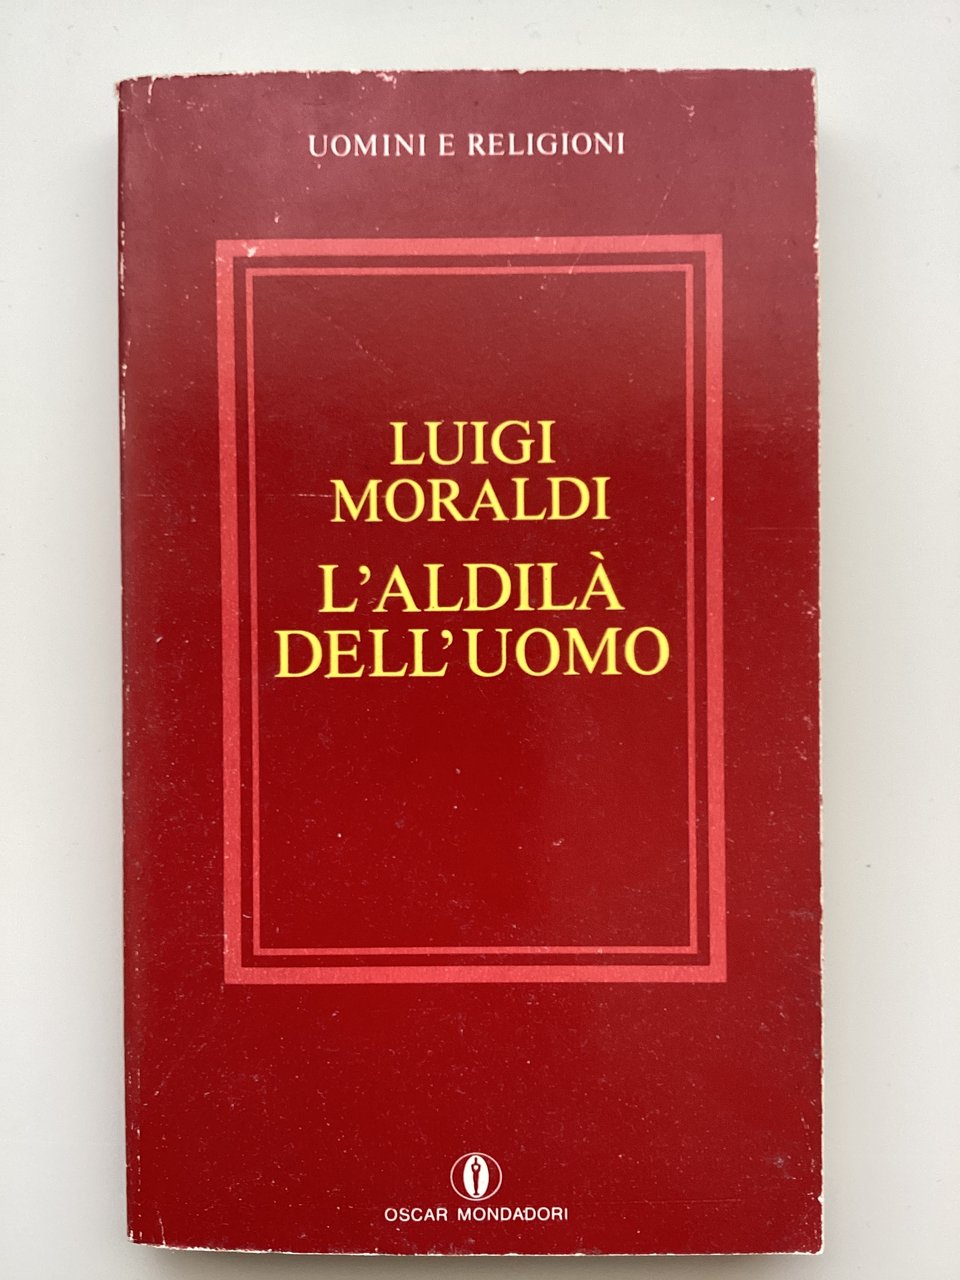 UOMINI E RELIGIONI
LUIGI
MORALDI
L’ALDILÀ
DELL’UOMO
OSCAR MONDADORI